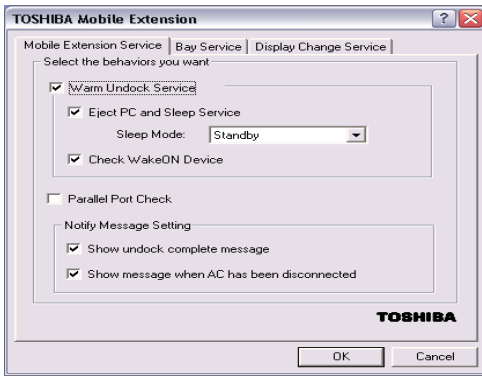 TOSHIBA Mobile Extension
Mobile Extension Service Bay Service Display Change Service
Select the behaviors you want
Warm Undock Service
Eject PC and Sleep Service
Sleep Mode: Standby
Check WakeON Device
Parallel Port Check
Notify Message Setting
Show undock complete message
Show message when AC has been disconnected
TOSHIBA
OK Cancel